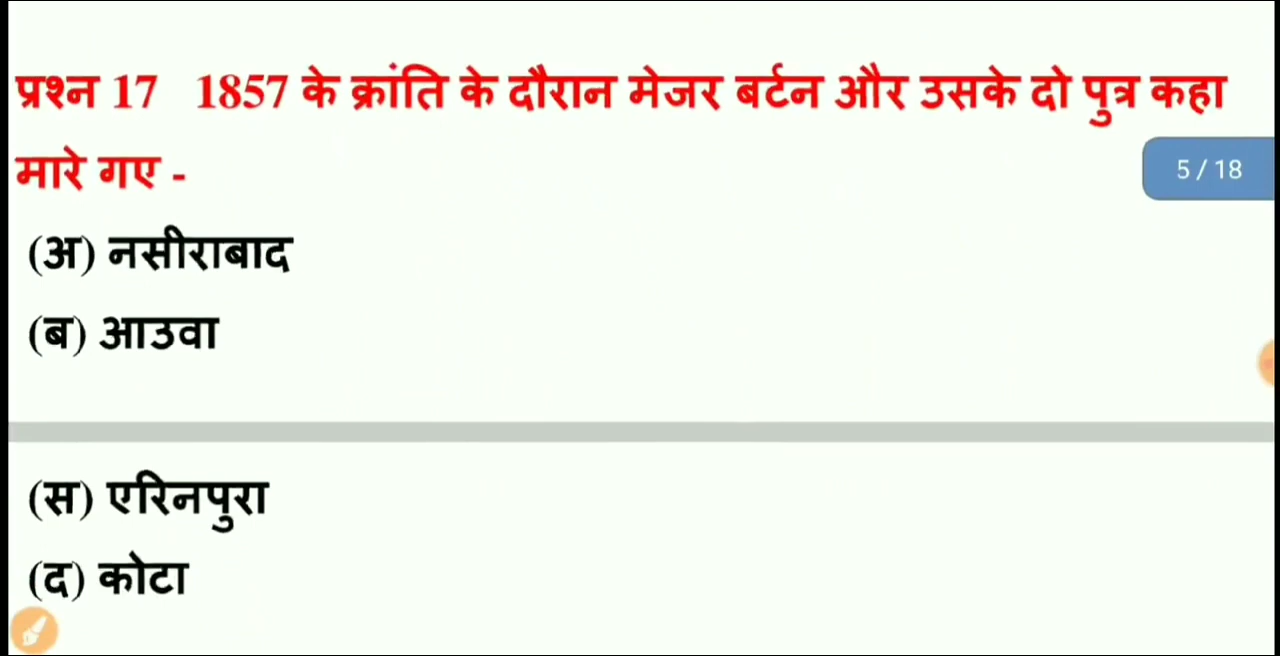 प्रश्न 17 1857 के क्रांति के दौरान मेजर बर्टन और उसके दो पुत्र कहा
मारे गए -
5 / 18
(अ) नसीराबाद
(ब) आउवा
(स) एरिनपुरा
(द) कोटा